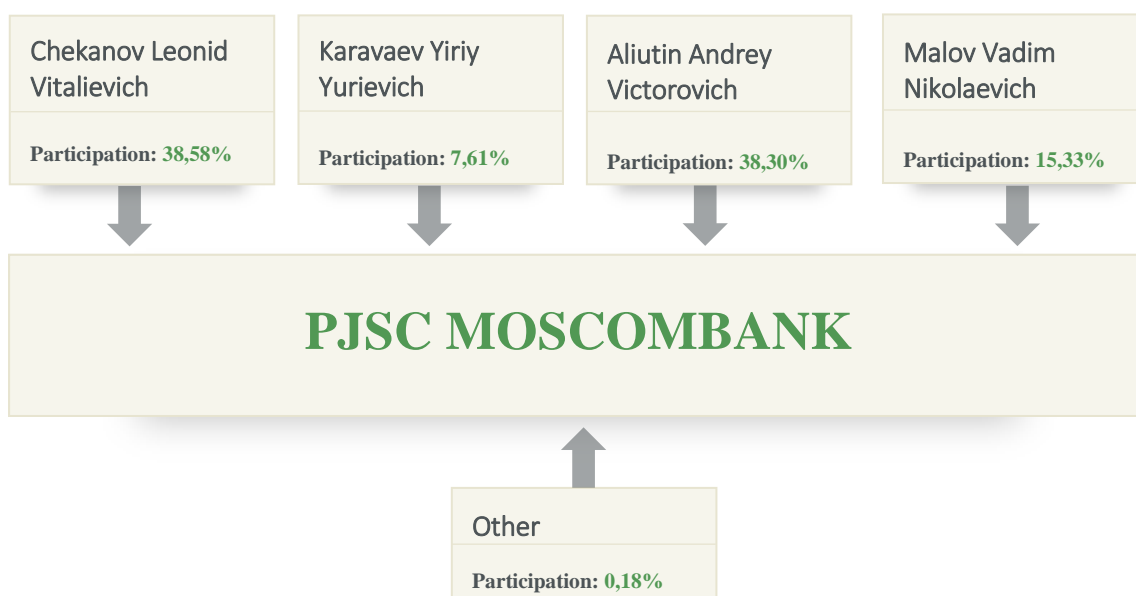 Chekanov Leonid
Vitalievich
Participation: 38,58%
Karavaev Yiriy
Yurievich
Participation: 7,61%
Aliutin Andrey
Victorovich
Participation: 38,30%
Malov Vadim
Nikolaevich
Participation: 15,33%
PJSC MOSCOMBANK
Other
Participation: 0,18%